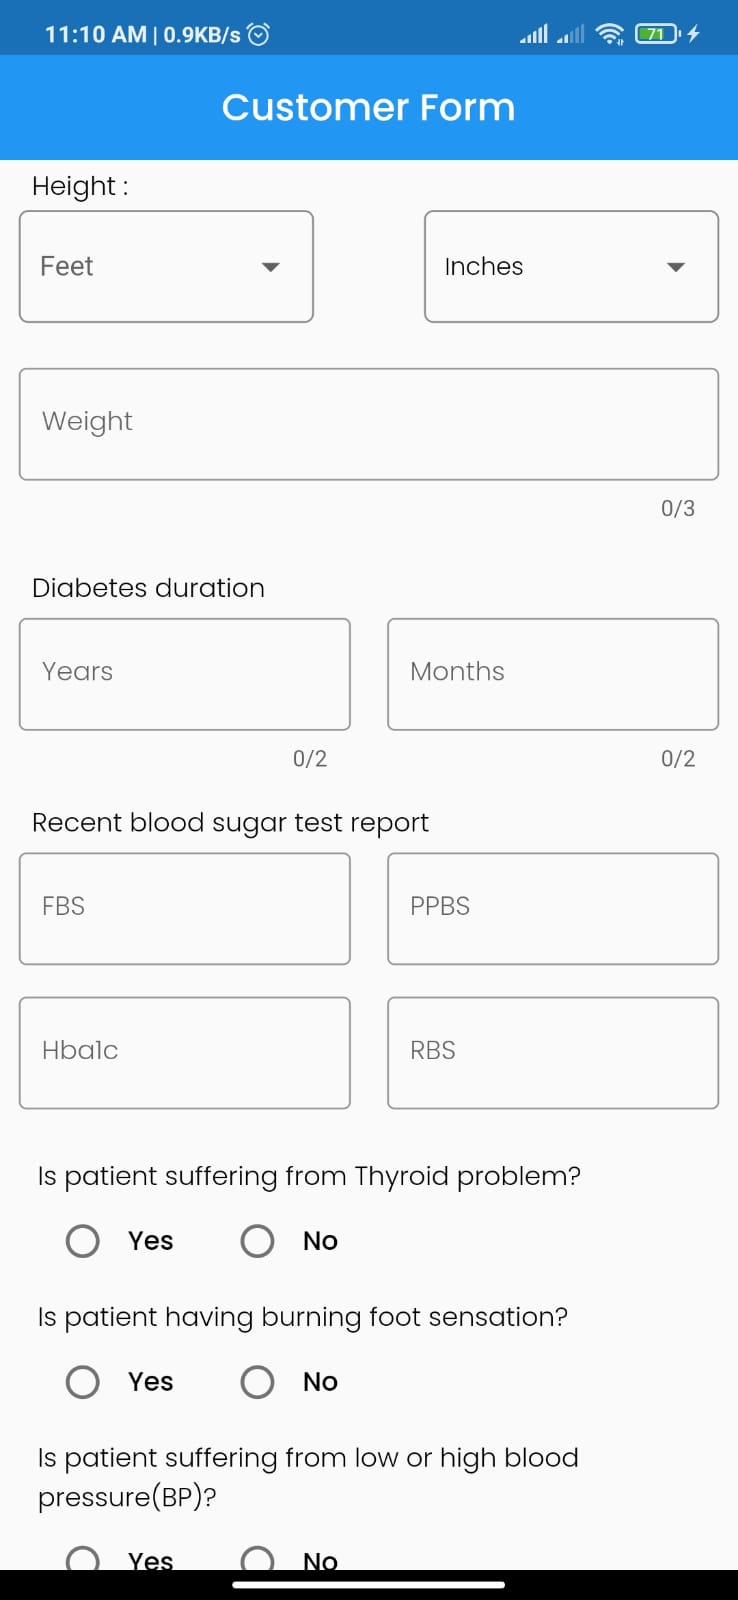 11:10 AM | 0.9KB/s
71
Customer Form
Height :
Feet
Inches
Weight
0/3
Diabetes duration
Years
Months
0/2
0/2
Recent blood sugar test report
FBS
PPBS
Hba1c
RBS
Is patient suffering from Thyroid problem?
Yes
No
Is patient having burning foot sensation?
Yes
No
Is patient suffering from low or high blood
pressure(BP)?
Yes
No